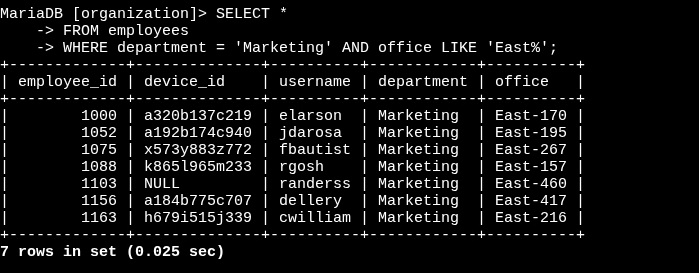 MariaDB [organization]> SELECT *
    -> FROM employees
    -> WHERE department = 'Marketing' AND office LIKE 'East%';
+-------------+--------------+----------+------------+----------+
| employee_id | device_id    | username | department | office   |
+-------------+--------------+----------+------------+----------+
|        1000 | a320b137c219 | elarson  | Marketing  | East-170 |
|        1052 | a192b174c940 | jdarosa  | Marketing  | East-195 |
|        1075 | x573y883z772 | fbautist | Marketing  | East-267 |
|        1088 | k865l965m233 | rgosh    | Marketing  | East-157 |
|        1103 | NULL         | randerss | Marketing  | East-460 |
|        1156 | a184b775c707 | dellery  | Marketing  | East-417 |
|        1163 | h679i515j339 | cwilliam | Marketing  | East-216 |
+-------------+--------------+----------+------------+----------+
7 rows in set (0.025 sec)